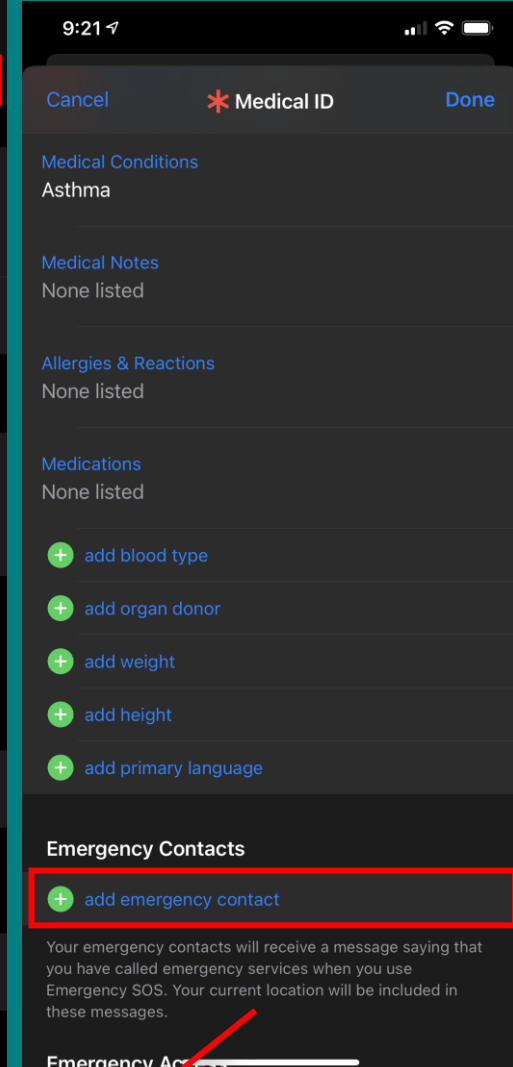 9:21
Cancel Medical ID Done
Medical Conditions
Asthma
Medical Notes
None listed
Allergies & Reactions
None listed
Medications
None listed
add blood type
add organ donor
add weight
add height
add primary language
Emergency Contacts
add emergency contact
Your emergency contacts will receive a message saying that
you have called emergency services when you use
Emergency SOS. Your current location will be included in
these messages.
Emergency